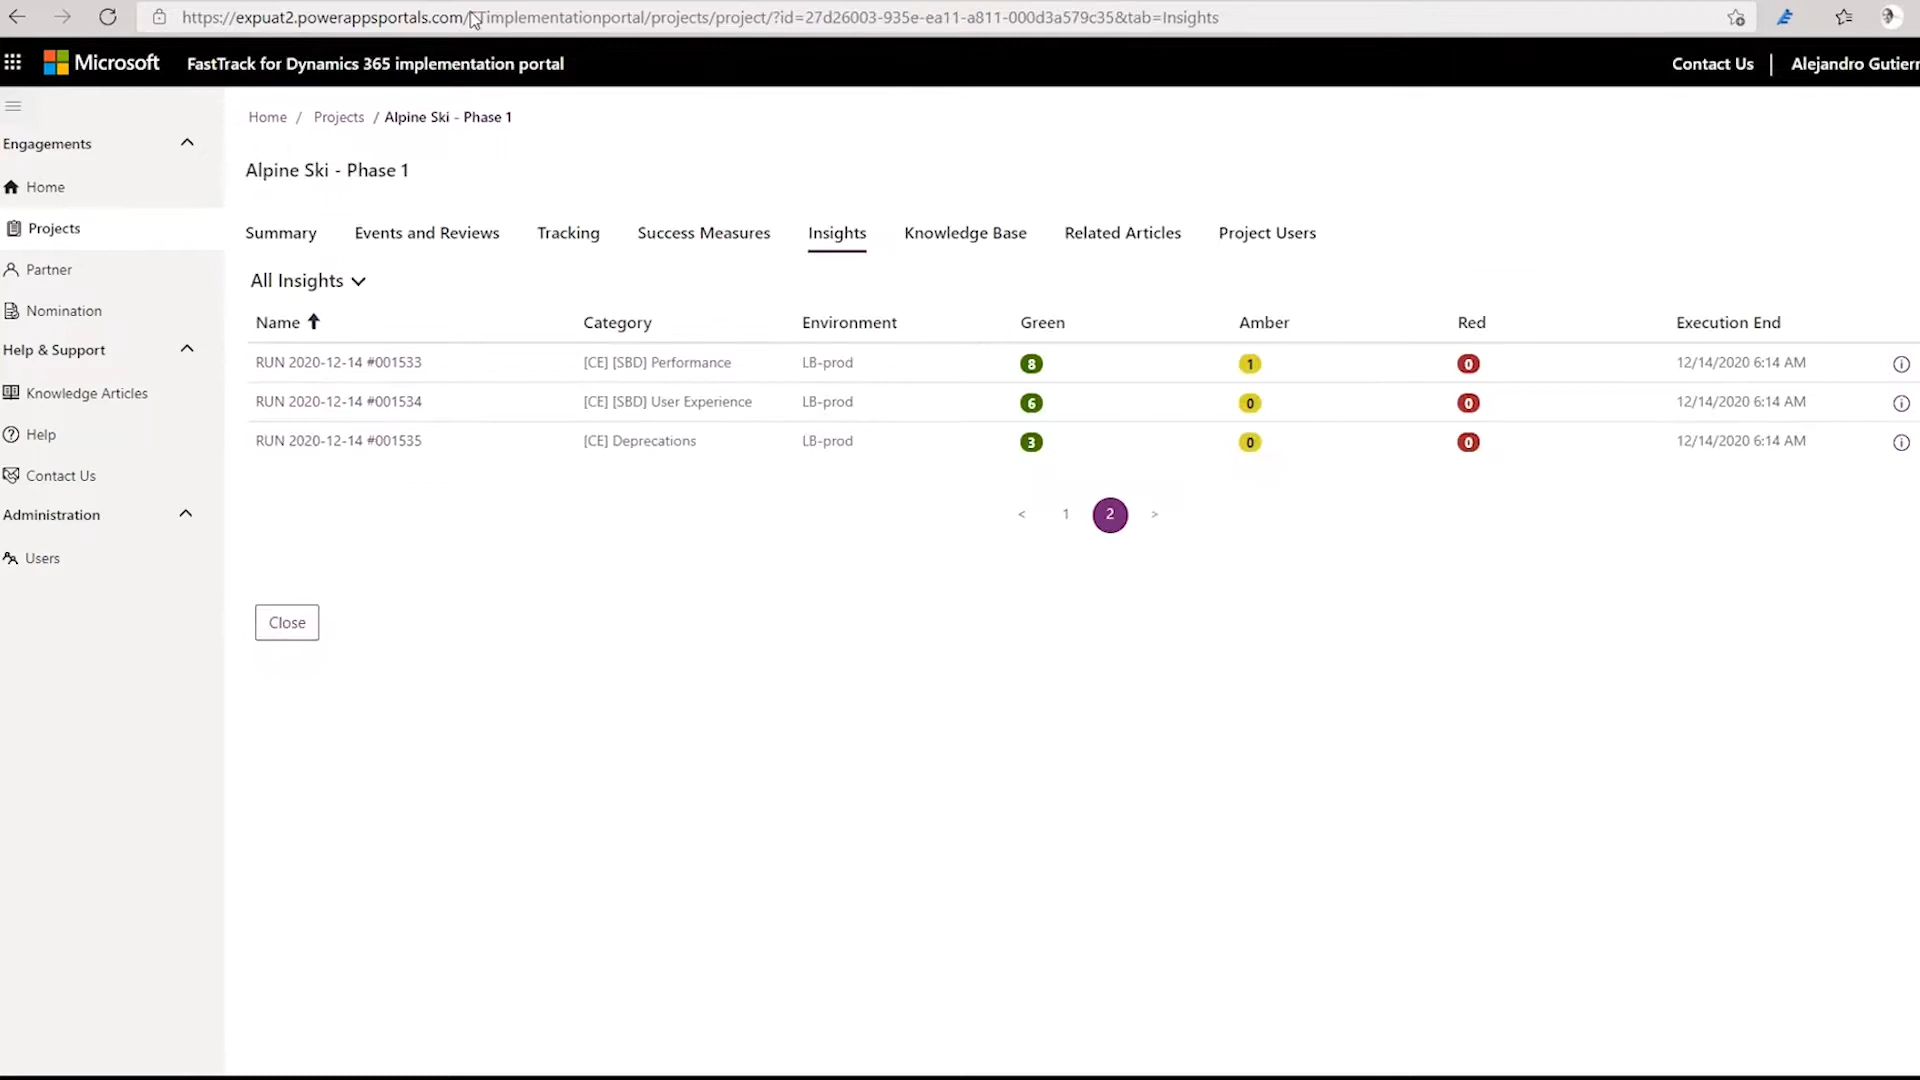 https://expuat2.powerappsportals.com/ implementationportal/projects/project/?id=27d26003-935e-ea11-a811-000d3a579c35&tab=Insights
Microsoft FastTrack for Dynamics 365 implementation portal Contact Us | Alejandro Gutierr
Engagements
Home
Projects
Partner
Nomination
Help & Support
Knowledge Articles
Help
Contact Us
Administration
Users
Home / Projects / Alpine Ski - Phase 1
Alpine Ski - Phase 1
Summary Events and Reviews Tracking Success Measures Insights Knowledge Base Related Articles Project Users
All Insights
Name Category Environment Green Amber Red Execution End
RUN 2020-12-14 #001533 [CE] [SBD] Performance LB-prod 8 1 0 12/14/2020 6:14 AM
RUN 2020-12-14 #001534 [CE] [SBD] User Experience LB-prod 6 0 0 12/14/2020 6:14 AM
RUN 2020-12-14 #001535 [CE] Deprecations LB-prod 3 0 0 12/14/2020 6:14 AM
< 1 2 >
Close